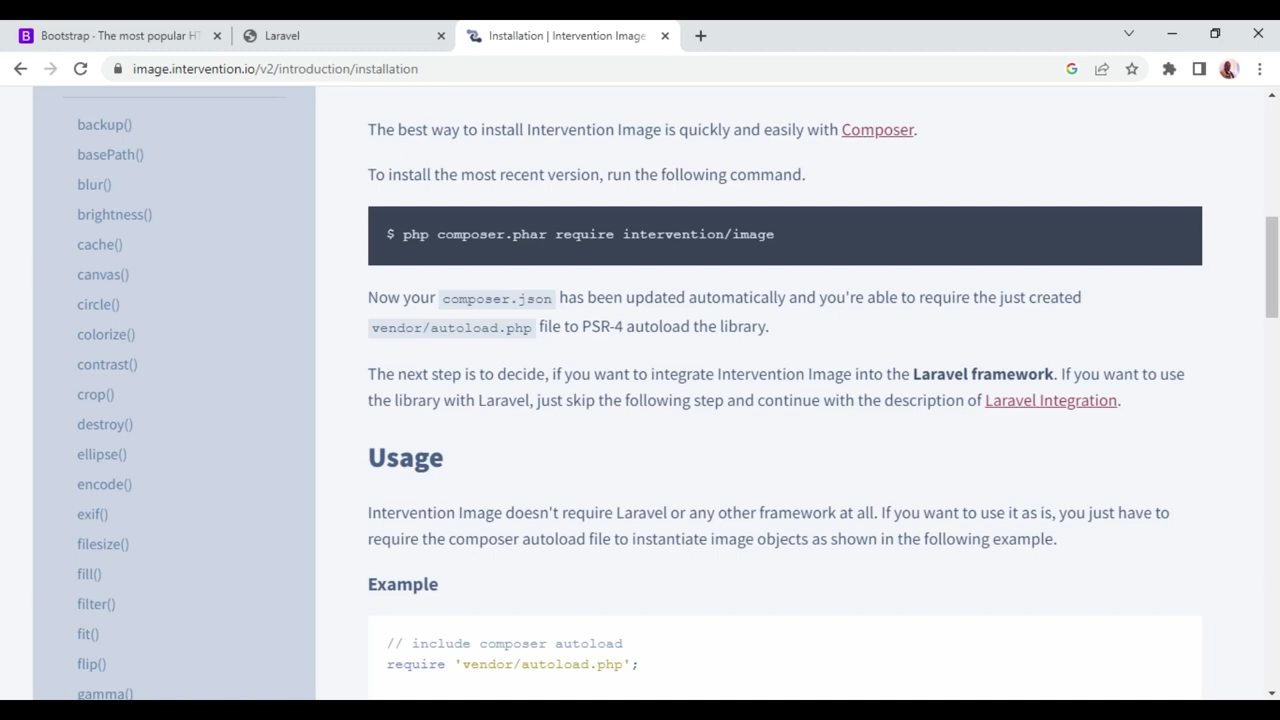 Bootstrap · The most popular HT
Laravel
Installation | Intervention Image
image.intervention.io/v2/introduction/installation
backup()
basePath()
blur()
brightness()
cache()
canvas()
circle()
colorize()
contrast()
crop()
destroy()
ellipse()
encode()
exif()
filesize()
fill()
filter()
fit()
flip()
gamma()
The best way to install Intervention Image is quickly and easily with Composer.
To install the most recent version, run the following command.
$ php composer.phar require intervention/image
Now your composer.json has been updated automatically and you're able to require the just created
vendor/autoload.php file to PSR-4 autoload the library.
The next step is to decide, if you want to integrate Intervention Image into the Laravel framework. If you want to use
the library with Laravel, just skip the following step and continue with the description of Laravel Integration.
Usage
Intervention Image doesn't require Laravel or any other framework at all. If you want to use it as is, you just have to
require the composer autoload file to instantiate image objects as shown in the following example.
Example
// include composer autoload
require 'vendor/autoload.php';